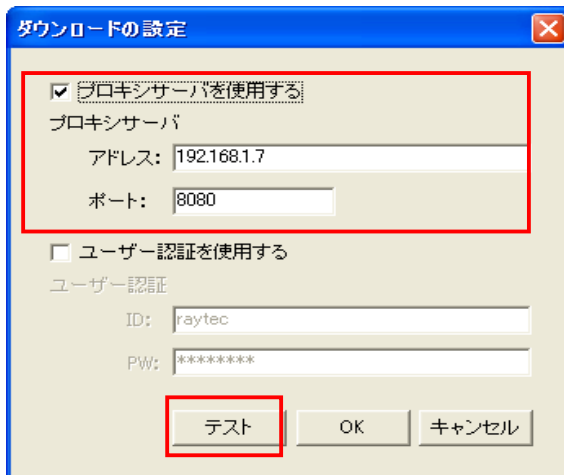 ダウンロードの設定
プロキシサーバを使用する
プロキシサーバ
アドレス: 192.168.1.7
ポート: 8080
ユーザー認証を使用する
ユーザー認証
ID: raytec
PW: ********
テスト OK キャンセル